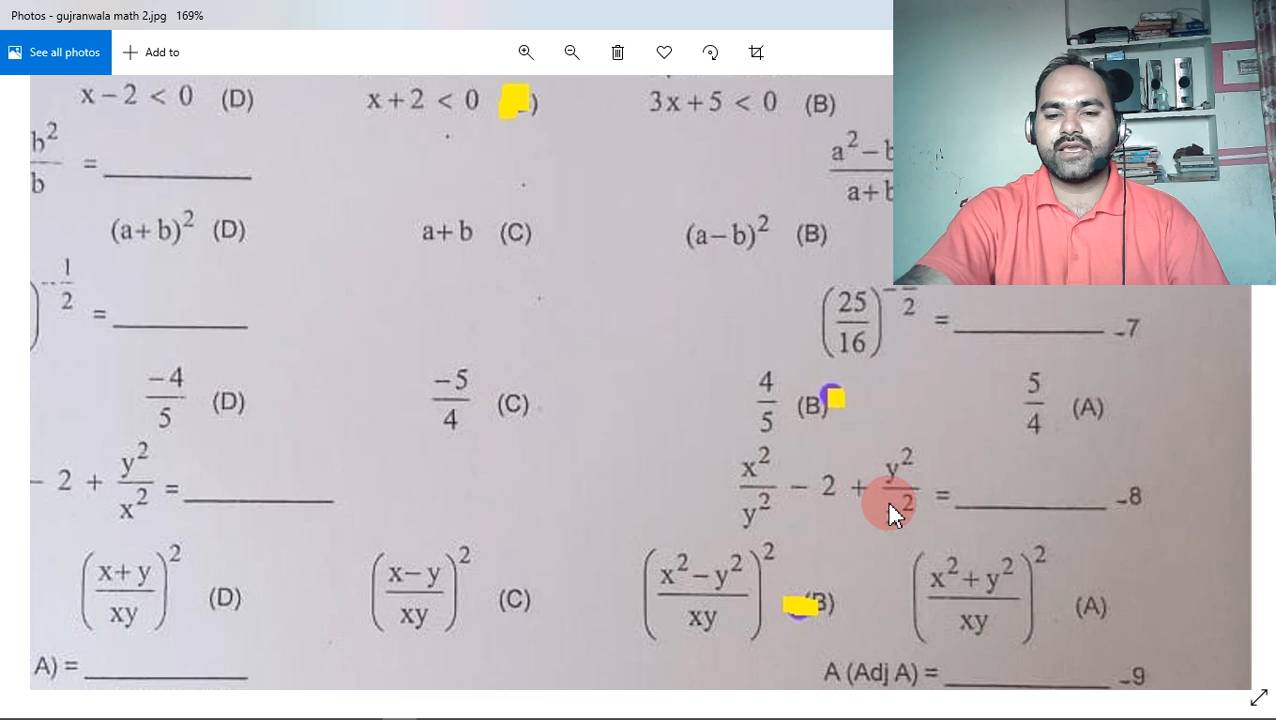 Photos - gujranwala math 2.jpg 169%
See all photos
Add to
x − 2 < 0 (D) x + 2 < 0 3x + 5 < 0 (B)
b²/b = ________ a² − b/a+b
(a + b)² (D) a + b (C) (a − b)² (B)
)^(-1/2) = ________ (25/16)^(-/2) = ________ -7
-4/5 (D) -5/4 (C) 4/5 (B) 5/4 (A)
− 2 + y²/x² = ________ x²/y² − 2 + y²/² = ________ -8
((x+y)/xy)² (D) ((x−y)/xy)² (C) ((x²−y²)/xy)² (B) ((x²+y²)/xy)² (A)
A) = ________ A (Adj A) = ________ -9